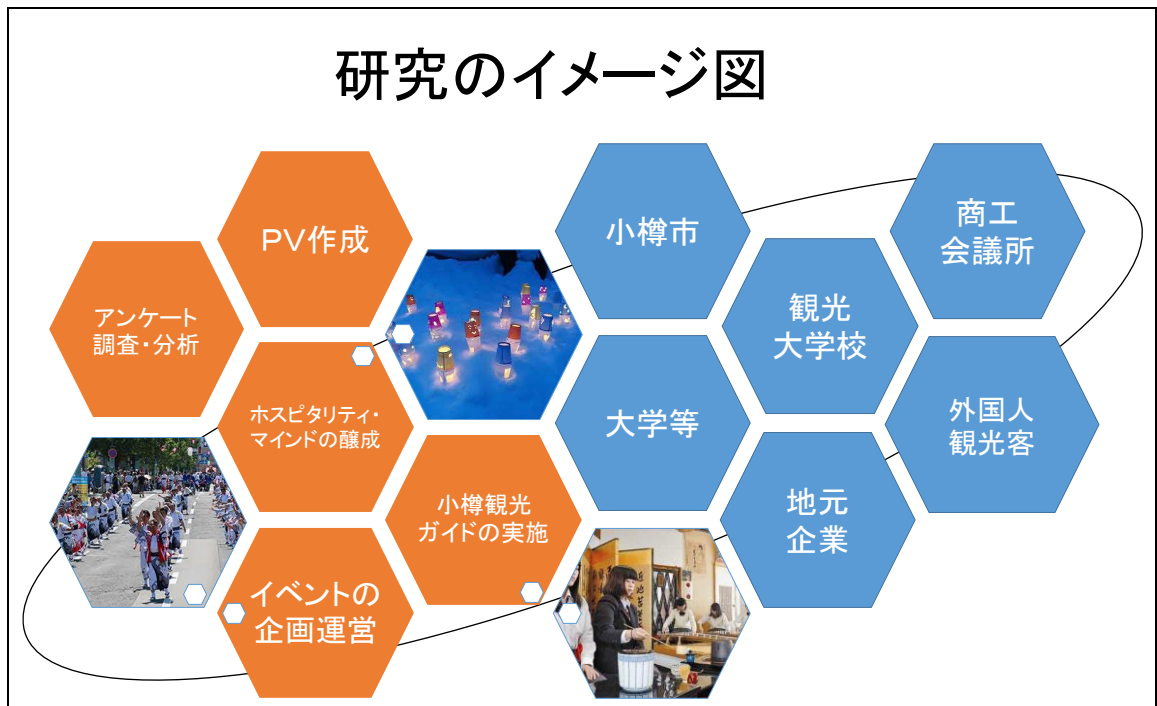 研究のイメージ図
PV作成
アンケート
調査・分析
ホスピタリティ・
マインドの醸成
小樽観光
ガイドの実施
イベントの
企画運営
小樽市
商工
会議所
観光
大学校
大学等
外国人
観光客
地元
企業